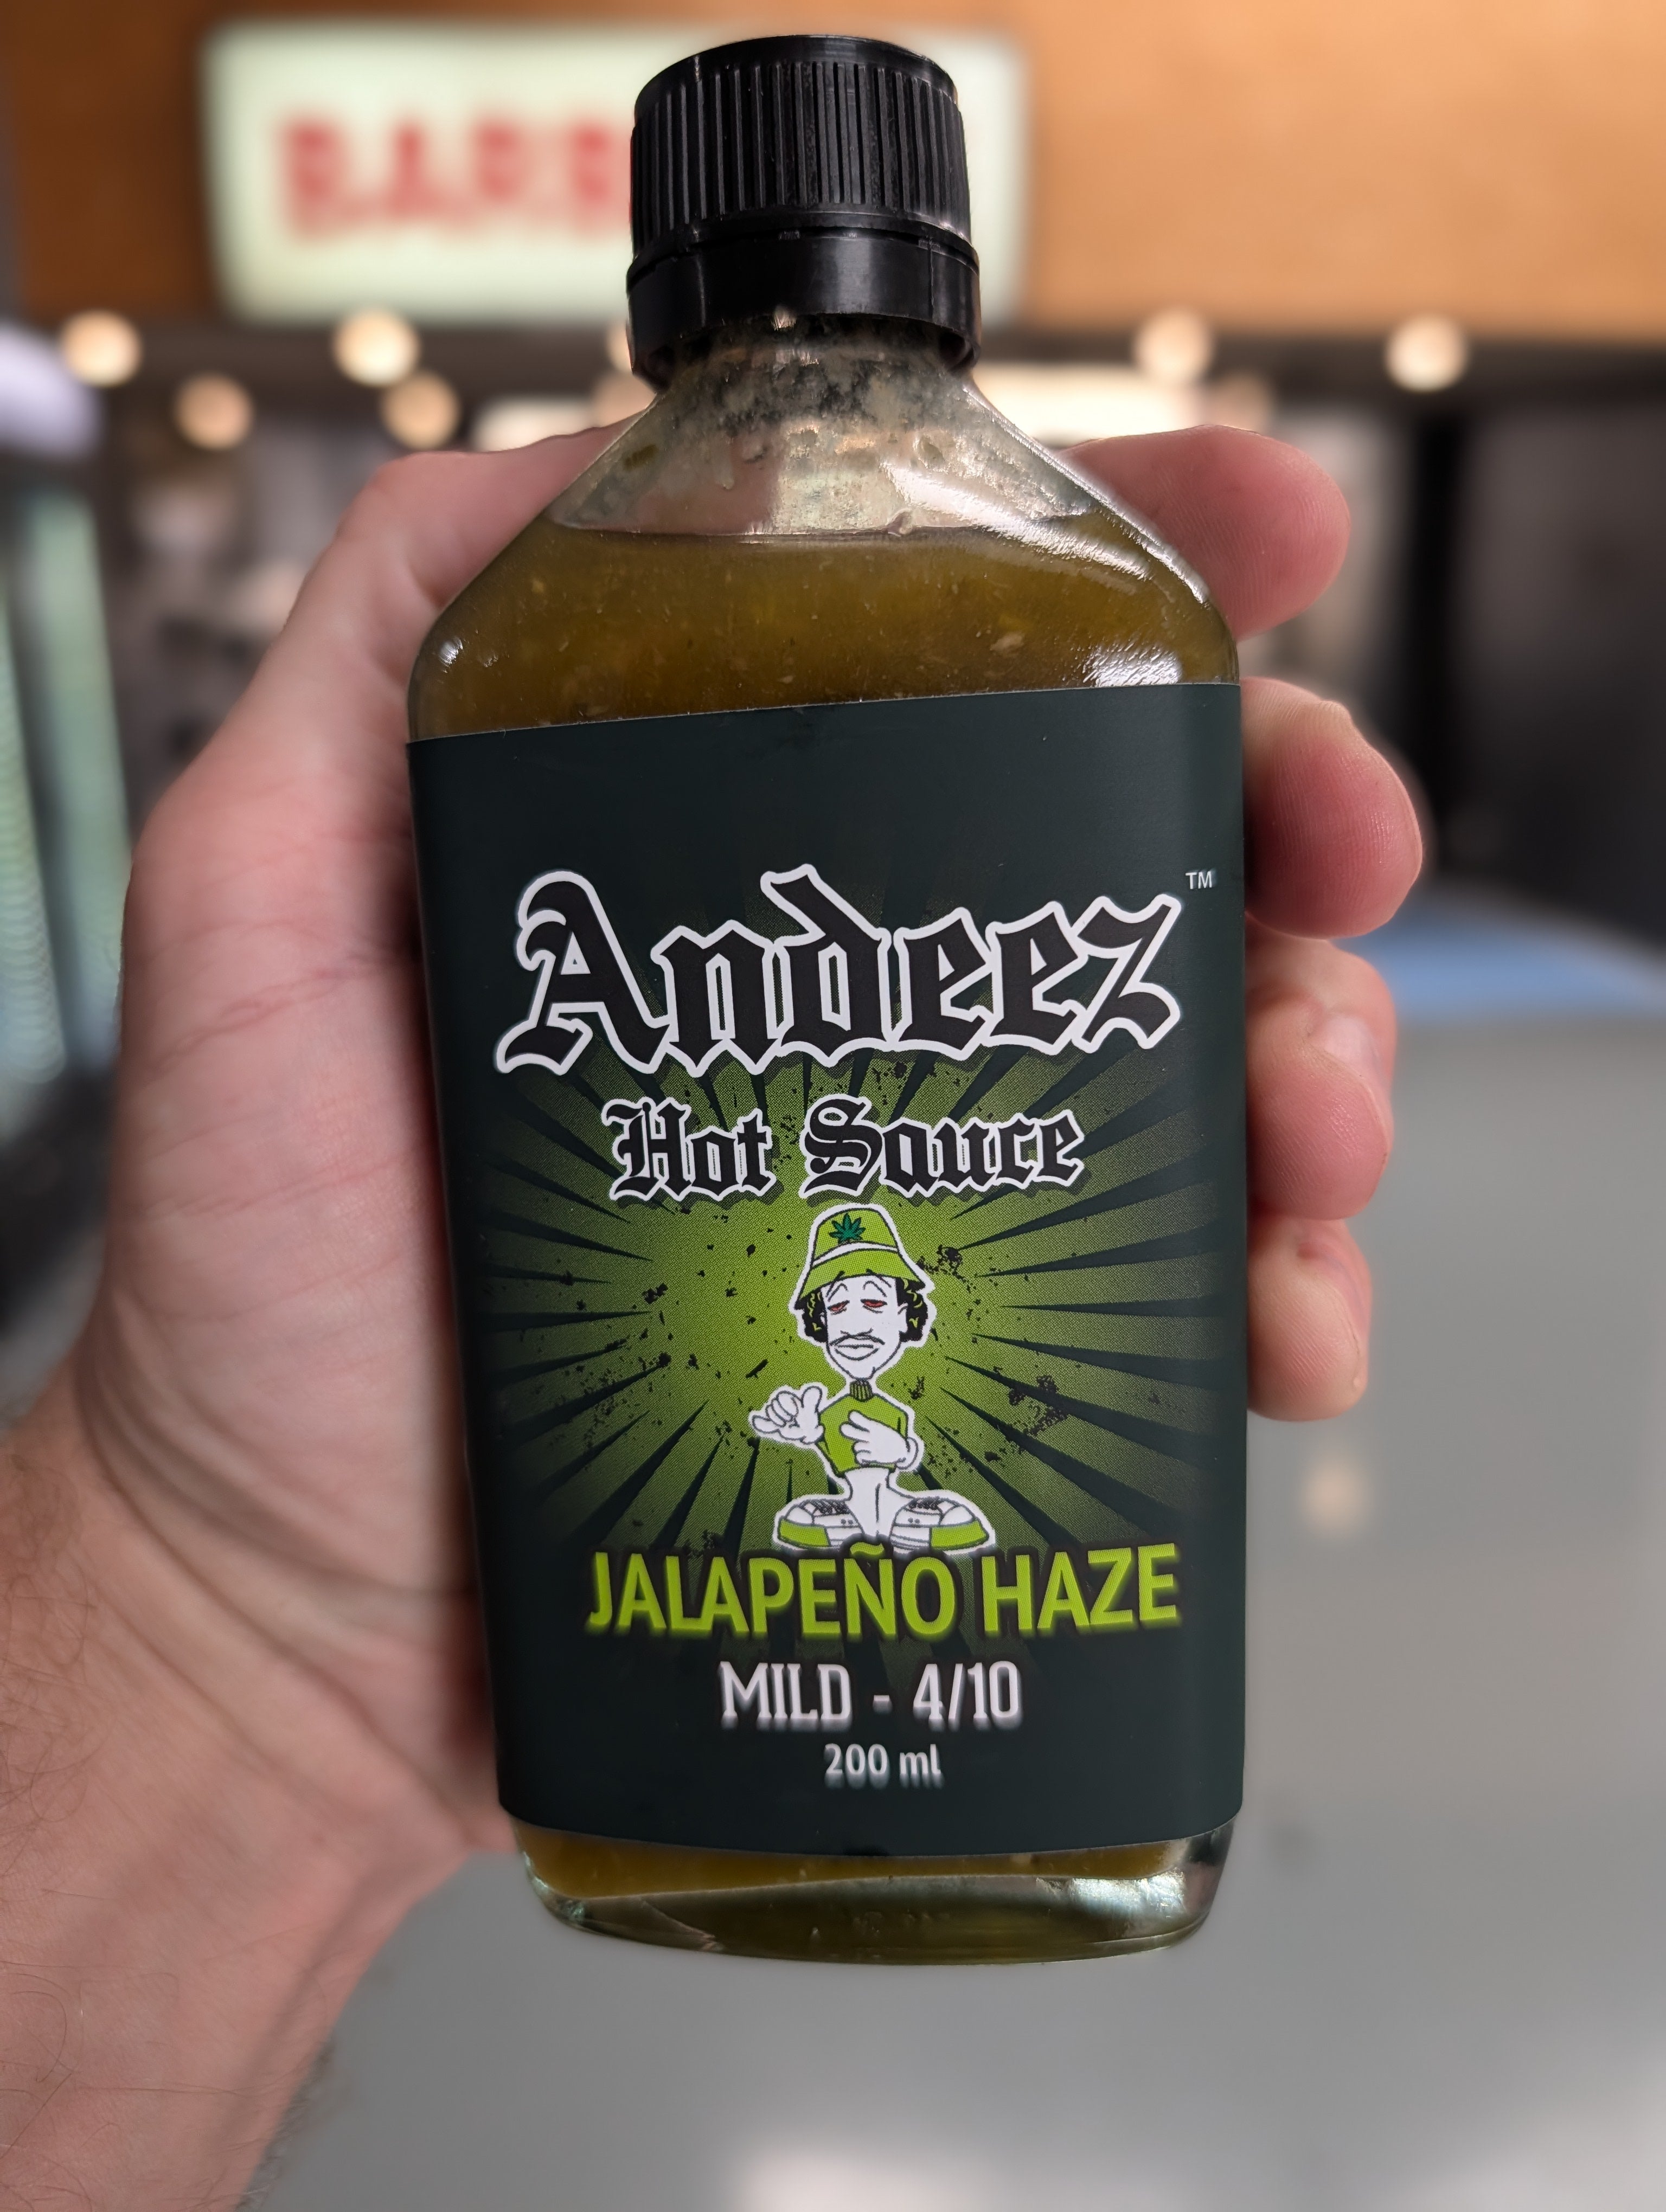 Andeez™
Hot Sauce
JALAPEÑO HAZE
MILD - 4/10
200 ml